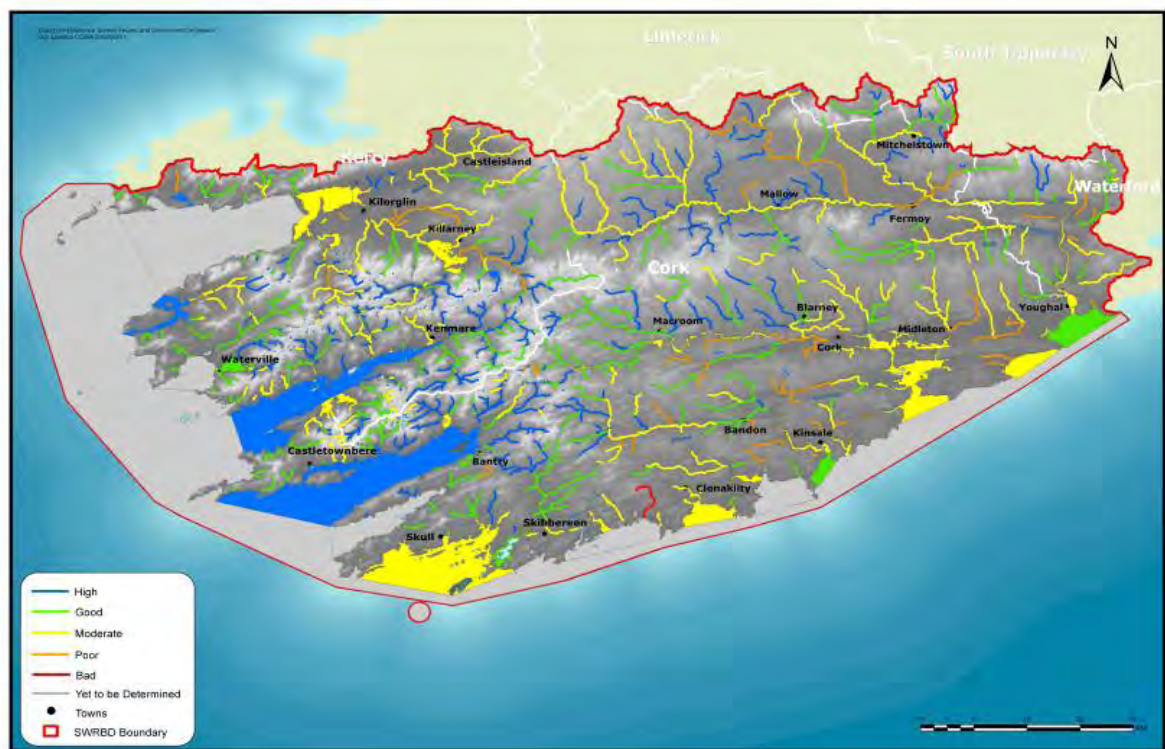 Limerick
South Tipperary
N
Kerry
Castleisland
Mitchelstown
Waterford
Killorglin
Mallow
Fermoy
Killarney
Cork
Youghal
Blarney
Macroom
Midleton
Kenmare
Cork
Waterville
Bandon
Kinsale
Castletownbere
Bantry
Clonakilty
Skibbereen
Skull
High
Good
Moderate
Poor
Bad
Yet to be Determined
Towns
SWRBD Boundary